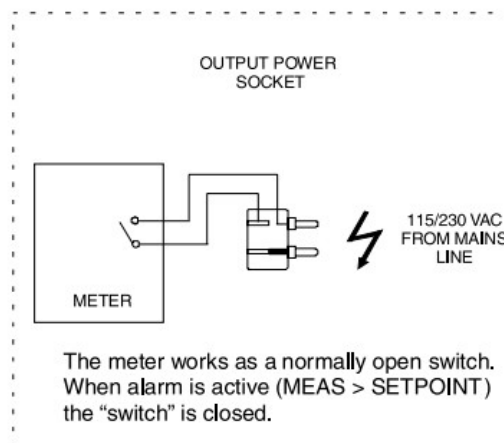 OUTPUT POWER
SOCKET
115/230 VAC
FROM MAINS
LINE
METER
The meter works as a normally open switch.
When alarm is active (MEAS > SETPOINT)
the “switch” is closed.